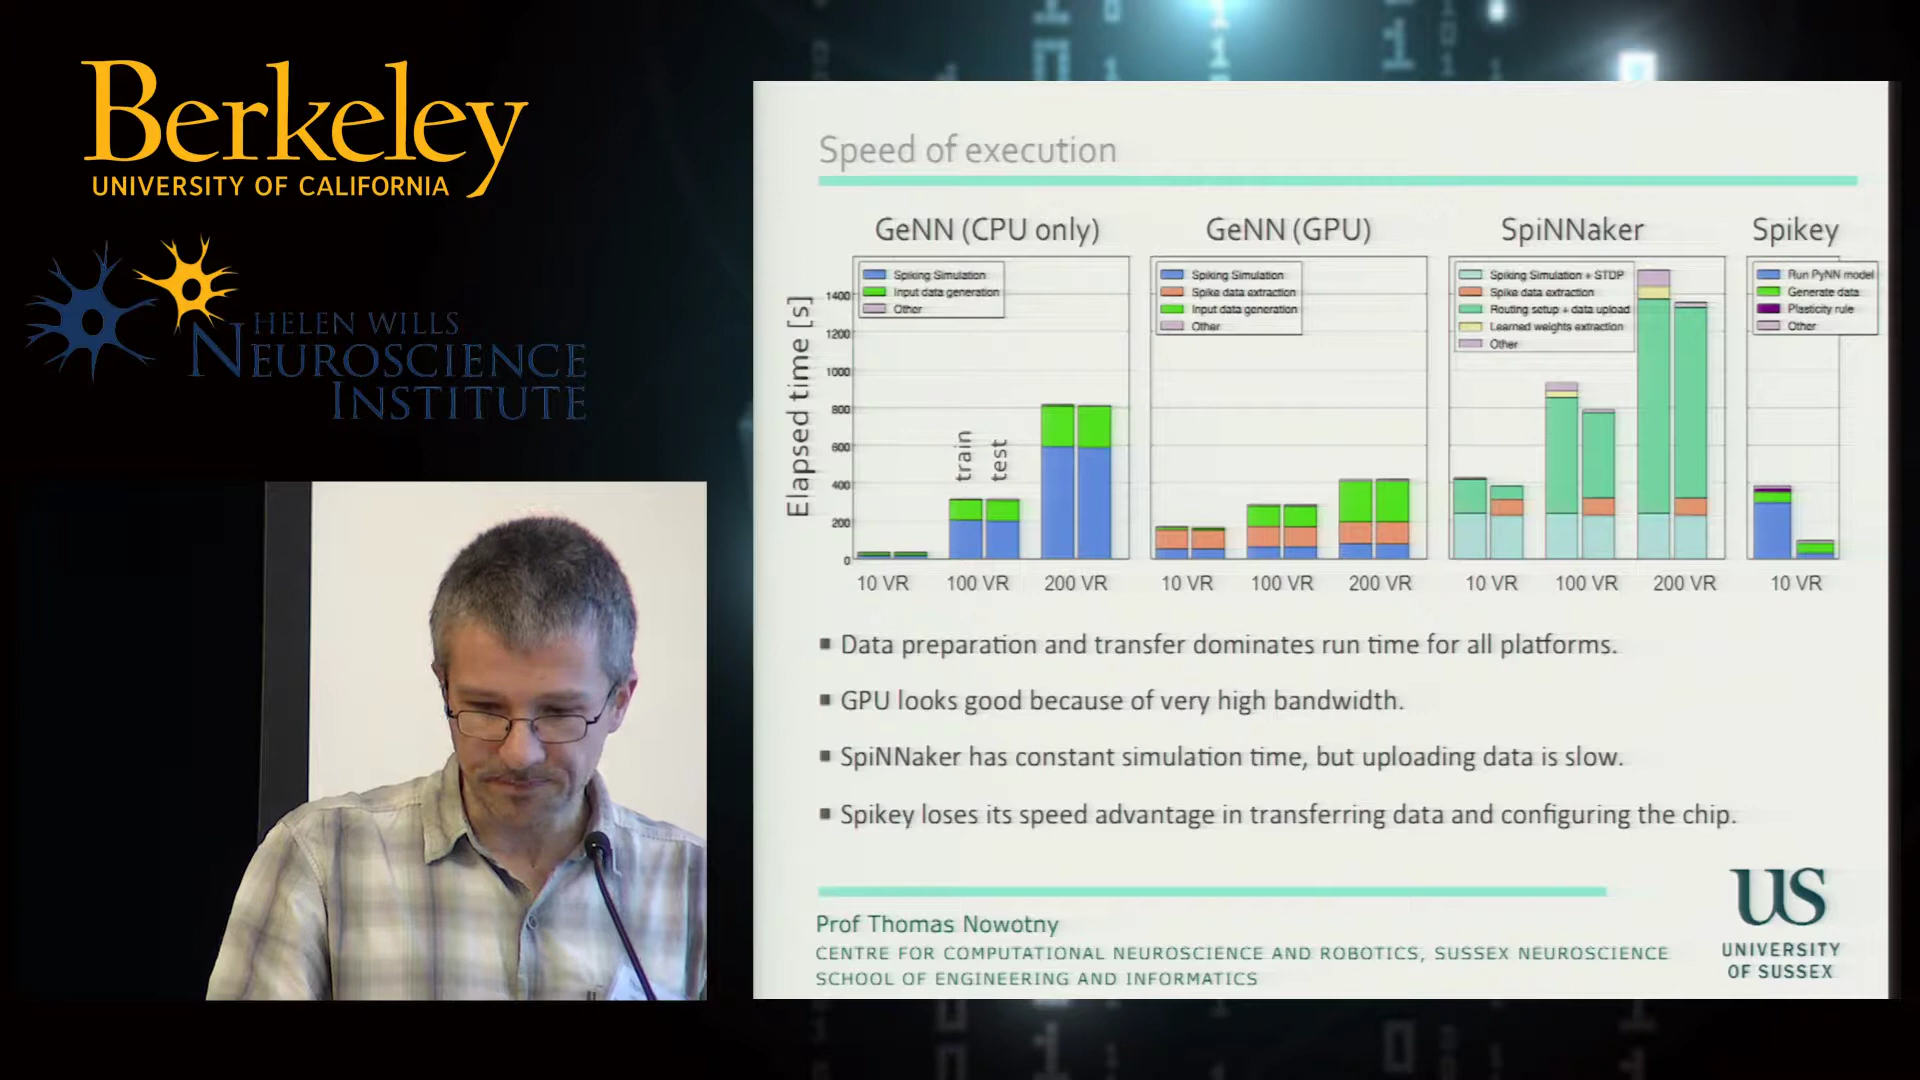 Berkeley
UNIVERSITY OF CALIFORNIA
HELEN WILLS
NEUROSCIENCE
INSTITUTE
Speed of execution
GeNN (CPU only)
GeNN (GPU)
SpiNNaker
Spikey
Elapsed time [s]
1400
1200
1000
800
600
400
200
0
Spiking Simulation
Input data generation
Other
train
test
10 VR
100 VR
200 VR
Spiking Simulation
Spike data extraction
Input data generation
Other
10 VR
100 VR
200 VR
Spiking Simulation + STDP
Spike data extraction
Routing setup + data upload
Learned weights extraction
Other
10 VR
100 VR
200 VR
Run PyNN model
Generate data
Plasticity rule
Other
10 VR
▪ Data preparation and transfer dominates run time for all platforms.
▪ GPU looks good because of very high bandwidth.
▪ SpiNNaker has constant simulation time, but uploading data is slow.
▪ Spikey loses its speed advantage in transferring data and configuring the chip.
Prof Thomas Nowotny
CENTRE FOR COMPUTATIONAL NEUROSCIENCE AND ROBOTICS, SUSSEX NEUROSCIENCE
SCHOOL OF ENGINEERING AND INFORMATICS
US
UNIVERSITY
OF SUSSEX